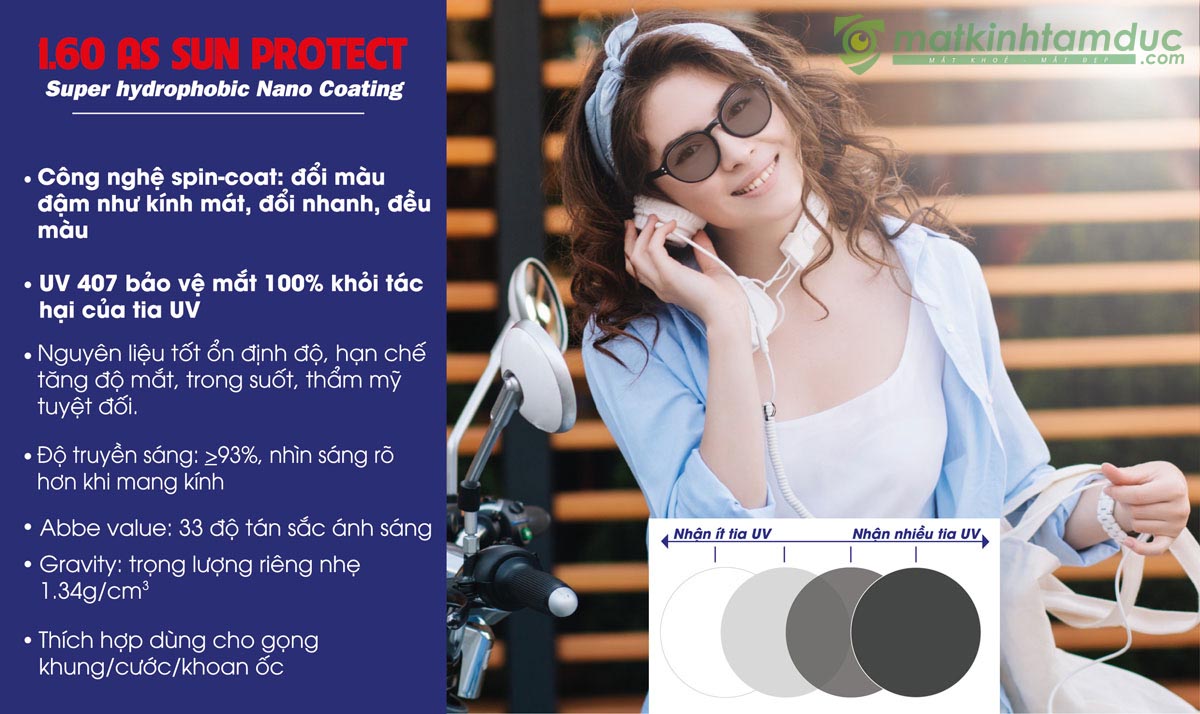 1.60 AS SUN PROTECT
Super hydrophobic Nano Coating
• Công nghệ spin-coat: đổi màu
đậm như kính mát, đổi nhanh, đều
màu
• UV 407 bảo vệ mắt 100% khỏi tác
hại của tia UV
• Nguyên liệu tốt ổn định độ, hạn chế
tăng độ mắt, trong suốt, thẩm mỹ
tuyệt đối.
• Độ truyền sáng: ≥93%, nhìn sáng rõ
hơn khi mang kính
• Abbe value: 33 độ tán sắc ánh sáng
• Gravity: trọng lượng riêng nhẹ
1.34g/cm³
• Thích hợp dùng cho gọng
khung/cước/khoan ốc
matkinhtamduc
.com
MẮT KHOẺ - MẮT ĐẸP
Nhận ít tia UV
Nhận nhiều tia UV